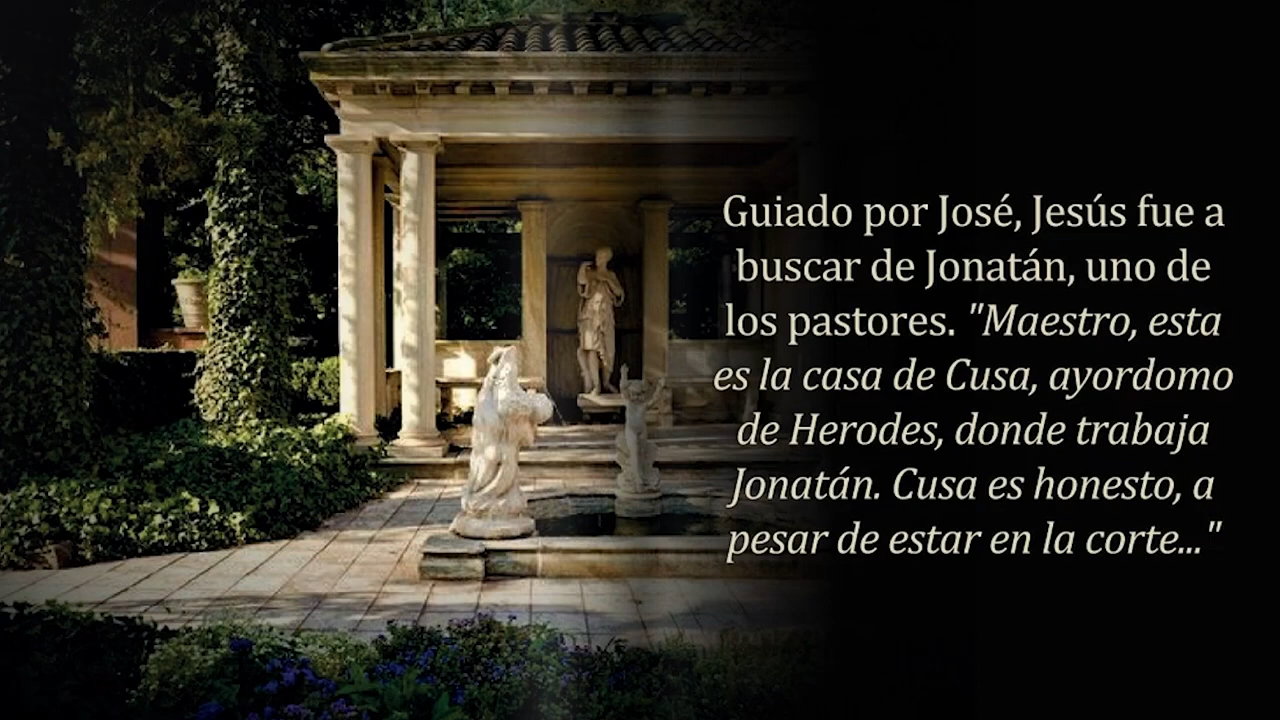 Guiado por José, Jesús fue a
buscar de Jonatán, uno de
los pastores. "Maestro, esta
es la casa de Cusa, ayordomo
de Herodes, donde trabaja
Jonatán. Cusa es honesto, a
pesar de estar en la corte..."